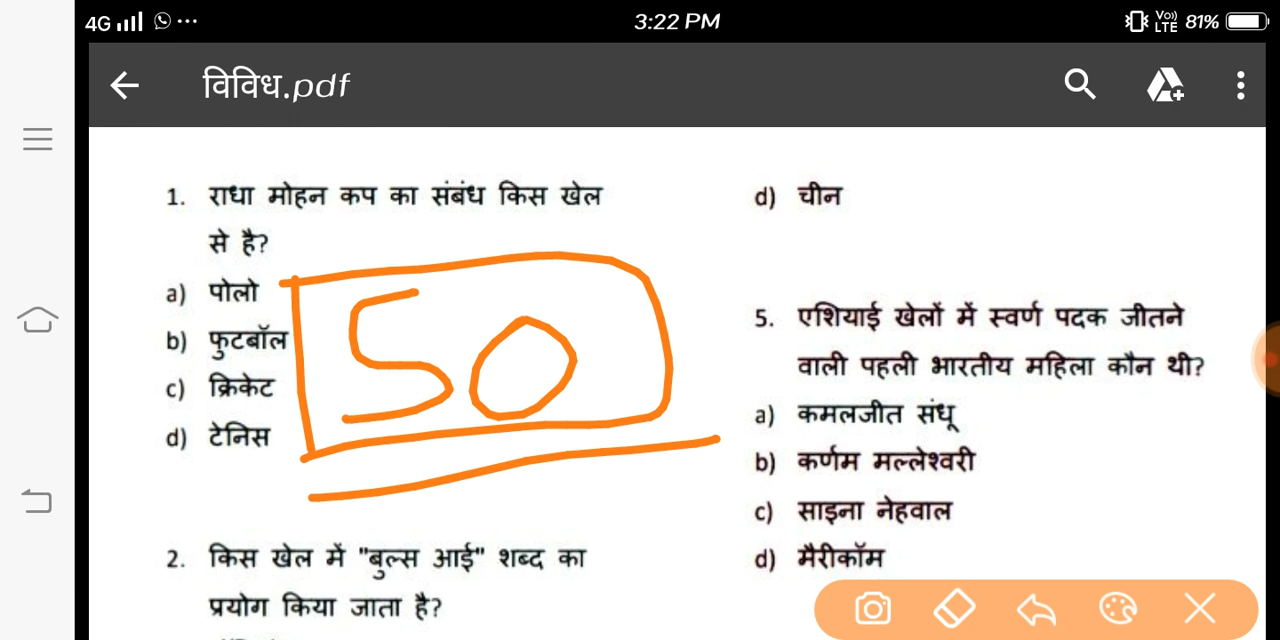 4G
3:22 PM
VoLTE 81%
विविध.pdf
1. राधा मोहन कप का संबंध किस खेल
से है?
a) पोलो
b) फुटबॉल
c) क्रिकेट
d) टेनिस
50
2. किस खेल में "बुल्स आई" शब्द का
प्रयोग किया जाता है?
d) चीन
5. एशियाई खेलों में स्वर्ण पदक जीतने
वाली पहली भारतीय महिला कौन थी?
a) कमलजीत संधू
b) कर्णम मल्लेश्वरी
c) साइना नेहवाल
d) मैरीकॉम